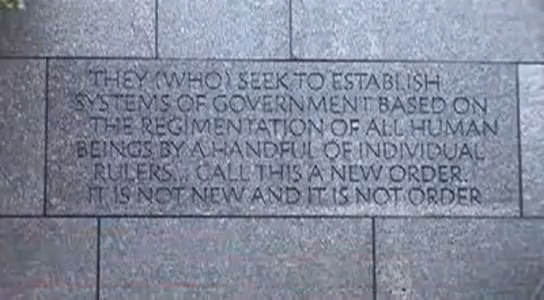 THEY (WHO) SEEK TO ESTABLISH
SYSTEMS OF GOVERNMENT BASED ON
THE REGIMENTATION OF ALL HUMAN
BEINGS BY A HANDFUL OF INDIVIDUAL
RULERS... CALL THIS A NEW ORDER.
IT IS NOT NEW AND IT IS NOT ORDER